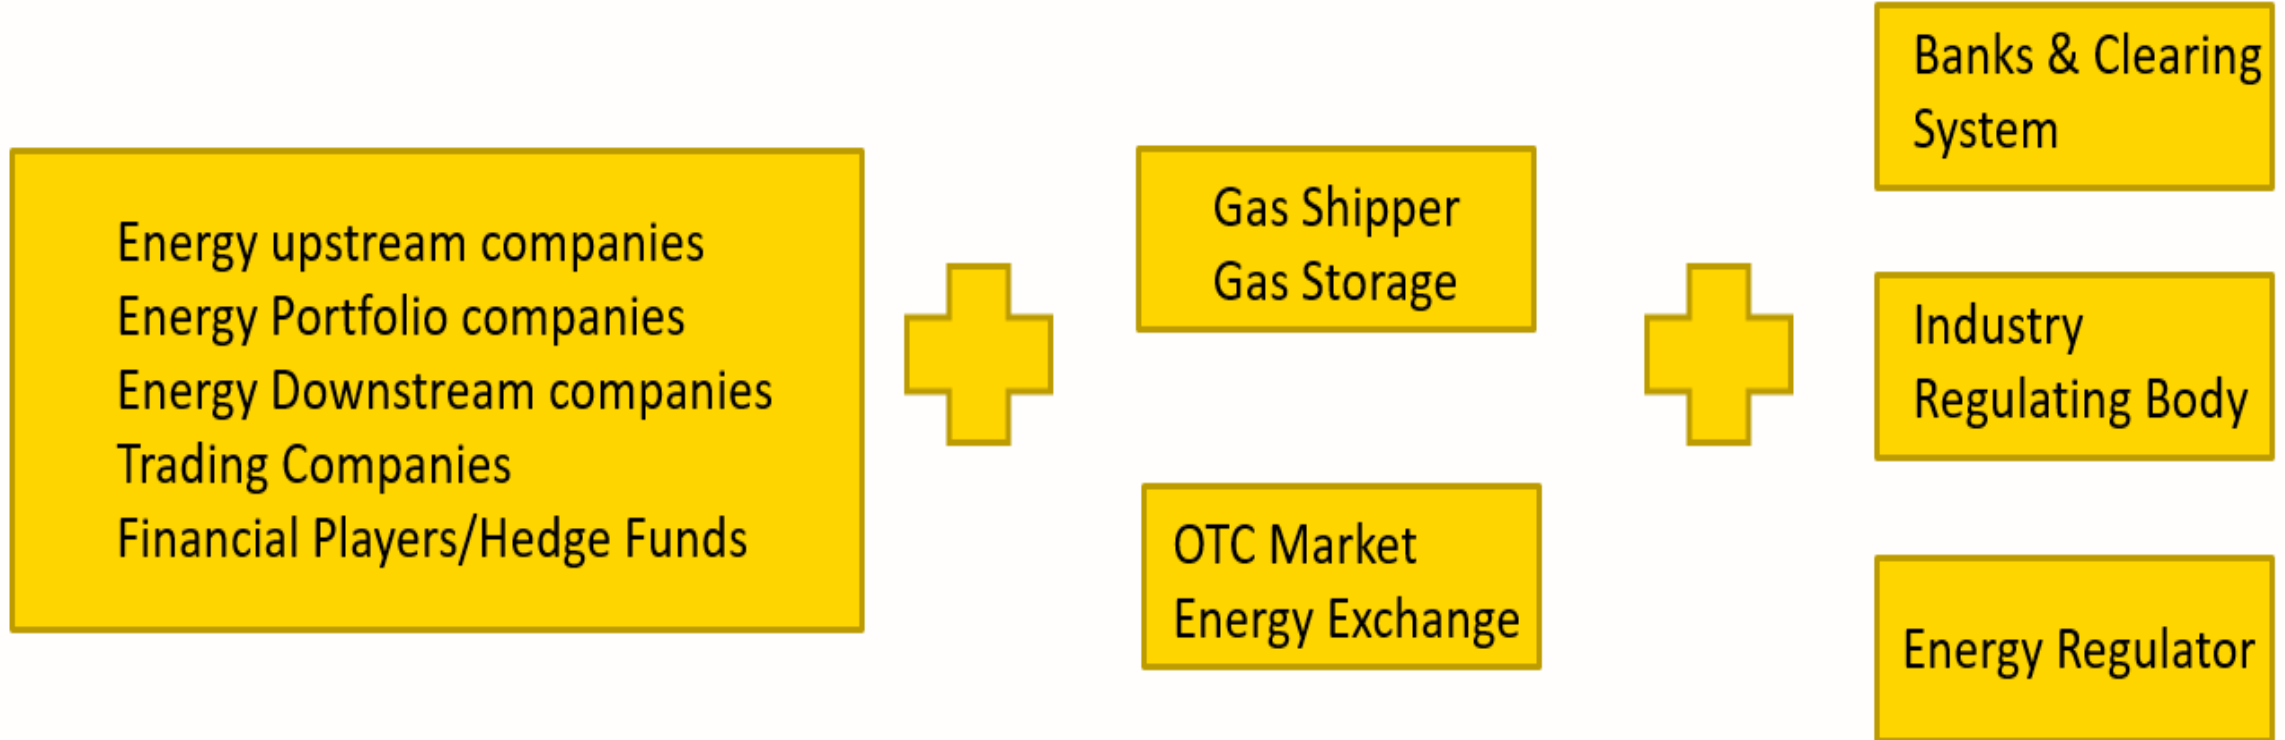 Energy upstream companies
Energy Portfolio companies
Energy Downstream companies
Trading Companies
Financial Players/Hedge Funds
Gas Shipper
Gas Storage
OTC Market
Energy Exchange
Banks & Clearing
System
Industry
Regulating Body
Energy Regulator